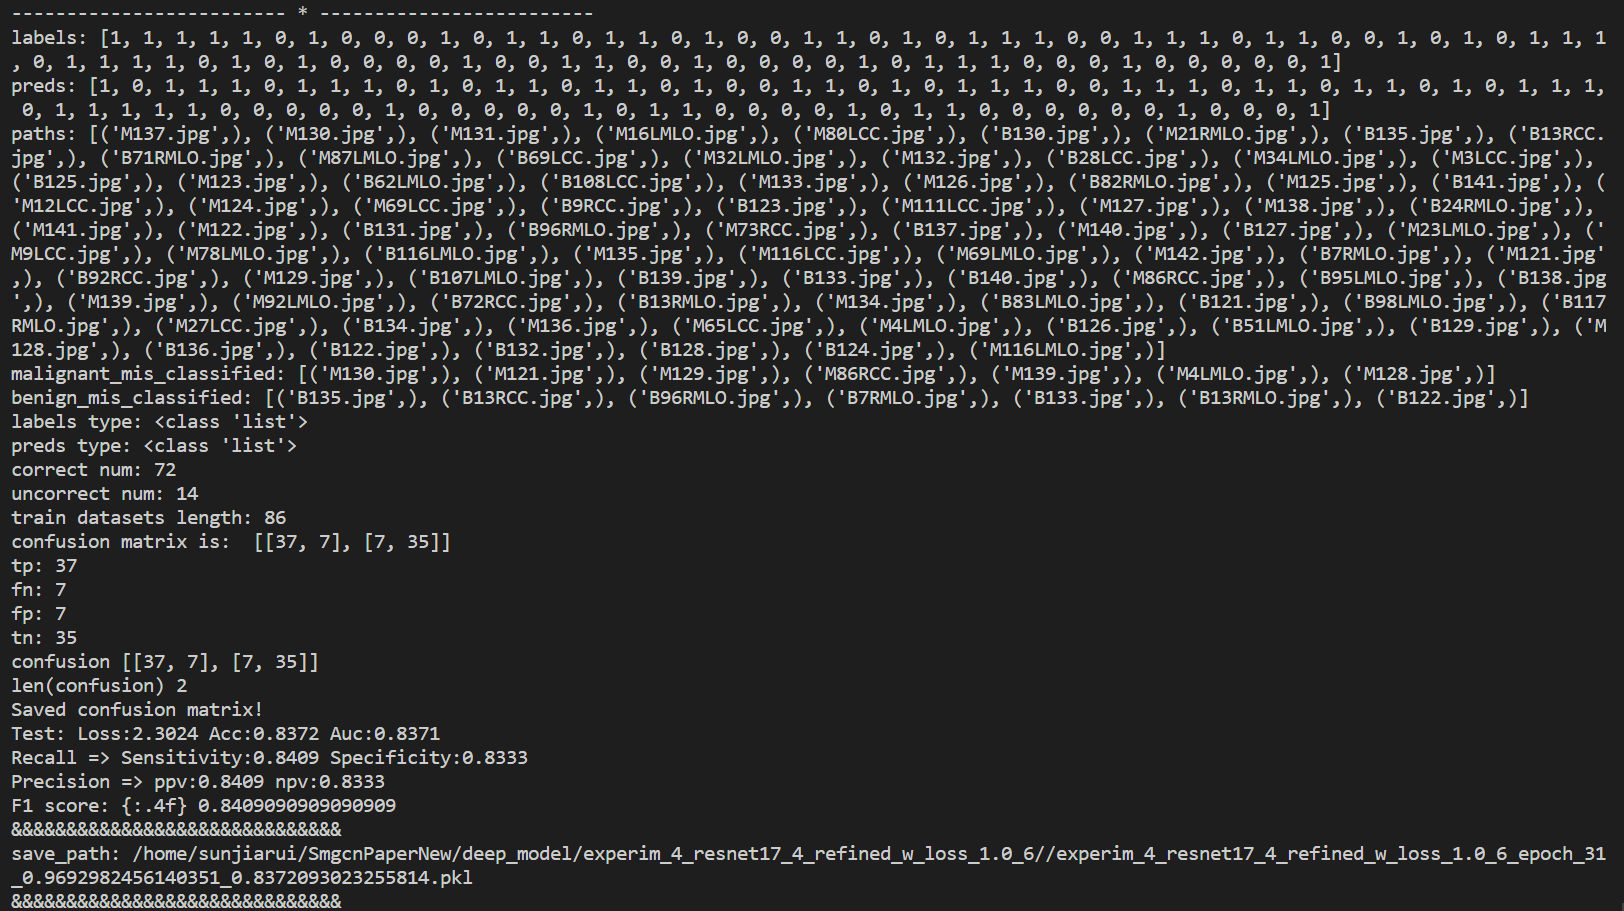 ------------------------- * -------------------------
labels: [1, 1, 1, 1, 1, 0, 1, 0, 0, 0, 1, 0, 1, 1, 0, 1, 1, 0, 1, 0, 0, 1, 1, 0, 1, 0, 1, 1, 1, 0, 0, 1, 1, 1, 0, 1, 1, 0, 0, 1, 0, 1, 0, 1, 1, 1
, 0, 1, 1, 1, 1, 0, 1, 0, 1, 0, 0, 0, 0, 1, 0, 0, 1, 1, 0, 0, 1, 0, 0, 0, 0, 1, 0, 1, 1, 1, 0, 0, 0, 1, 0, 0, 0, 0, 0, 1]
preds: [1, 0, 1, 1, 1, 0, 1, 1, 1, 0, 1, 0, 1, 1, 0, 1, 1, 0, 1, 0, 0, 1, 1, 0, 1, 0, 1, 1, 1, 0, 0, 1, 1, 1, 0, 1, 1, 0, 1, 1, 0, 1, 0, 1, 1, 1,
 0, 1, 1, 1, 1, 1, 0, 0, 0, 0, 0, 1, 0, 0, 0, 0, 0, 1, 0, 1, 1, 0, 0, 0, 0, 1, 0, 1, 1, 0, 0, 0, 0, 0, 0, 1, 0, 0, 0, 1]
paths: [('M137.jpg',), ('M130.jpg',), ('M131.jpg',), ('M16LMLO.jpg',), ('M80LCC.jpg',), ('B130.jpg',), ('M21RMLO.jpg',), ('B135.jpg',), ('B13RCC.
jpg',), ('B71RMLO.jpg',), ('M87LMLO.jpg',), ('B69LCC.jpg',), ('M32LMLO.jpg',), ('M132.jpg',), ('B28LCC.jpg',), ('M34LMLO.jpg',), ('M3LCC.jpg',),
('B125.jpg',), ('M123.jpg',), ('B62LMLO.jpg',), ('B108LCC.jpg',), ('M133.jpg',), ('M126.jpg',), ('B82RMLO.jpg',), ('M125.jpg',), ('B141.jpg',), (
'M12LCC.jpg',), ('M124.jpg',), ('M69LCC.jpg',), ('B9RCC.jpg',), ('B123.jpg',), ('M111LCC.jpg',), ('M127.jpg',), ('M138.jpg',), ('B24RMLO.jpg',),
('M141.jpg',), ('M122.jpg',), ('B131.jpg',), ('B96RMLO.jpg',), ('M73RCC.jpg',), ('B137.jpg',), ('M140.jpg',), ('B127.jpg',), ('M23LMLO.jpg',), ('
M9LCC.jpg',), ('M78LMLO.jpg',), ('B116LMLO.jpg',), ('M135.jpg',), ('M116LCC.jpg',), ('M69LMLO.jpg',), ('M142.jpg',), ('B7RMLO.jpg',), ('M121.jpg'
,), ('B92RCC.jpg',), ('M129.jpg',), ('B107LMLO.jpg',), ('B139.jpg',), ('B133.jpg',), ('B140.jpg',), ('M86RCC.jpg',), ('B95LMLO.jpg',), ('B138.jpg
',), ('M139.jpg',), ('M92LMLO.jpg',), ('B72RCC.jpg',), ('B13RMLO.jpg',), ('M134.jpg',), ('B83LMLO.jpg',), ('B121.jpg',), ('B98LMLO.jpg',), ('B117
RMLO.jpg',), ('M27LCC.jpg',), ('B134.jpg',), ('M136.jpg',), ('M65LCC.jpg',), ('M4LMLO.jpg',), ('B126.jpg',), ('B51LMLO.jpg',), ('B129.jpg',), ('M
128.jpg',), ('B136.jpg',), ('B122.jpg',), ('B132.jpg',), ('B128.jpg',), ('B124.jpg',), ('M116LMLO.jpg',)]
malignant_mis_classified: [('M130.jpg',), ('M121.jpg',), ('M129.jpg',), ('M86RCC.jpg',), ('M139.jpg',), ('M4LMLO.jpg',), ('M128.jpg',)]
benign_mis_classified: [('B135.jpg',), ('B13RCC.jpg',), ('B96RMLO.jpg',), ('B7RMLO.jpg',), ('B133.jpg',), ('B13RMLO.jpg',), ('B122.jpg',)]
labels type: <class 'list'>
preds type: <class 'list'>
correct num: 72
uncorrect num: 14
train datasets length: 86
confusion matrix is:  [[37, 7], [7, 35]]
tp: 37
fn: 7
fp: 7
tn: 35
confusion [[37, 7], [7, 35]]
len(confusion) 2
Saved confusion matrix!
Test: Loss:2.3024 Acc:0.8372 Auc:0.8371
Recall => Sensitivity:0.8409 Specificity:0.8333
Precision => ppv:0.8409 npv:0.8333
F1 score: {:.4f} 0.8409090909090909
&&&&&&&&&&&&&&&&&&&&&&&&&&&&&&
save_path: /home/sunjiarui/SmgcnPaperNew/deep_model/experim_4_resnet17_4_refined_w_loss_1.0_6//experim_4_resnet17_4_refined_w_loss_1.0_6_epoch_31
_0.9692982456140351_0.8372093023255814.pkl
&&&&&&&&&&&&&&&&&&&&&&&&&&&&&&